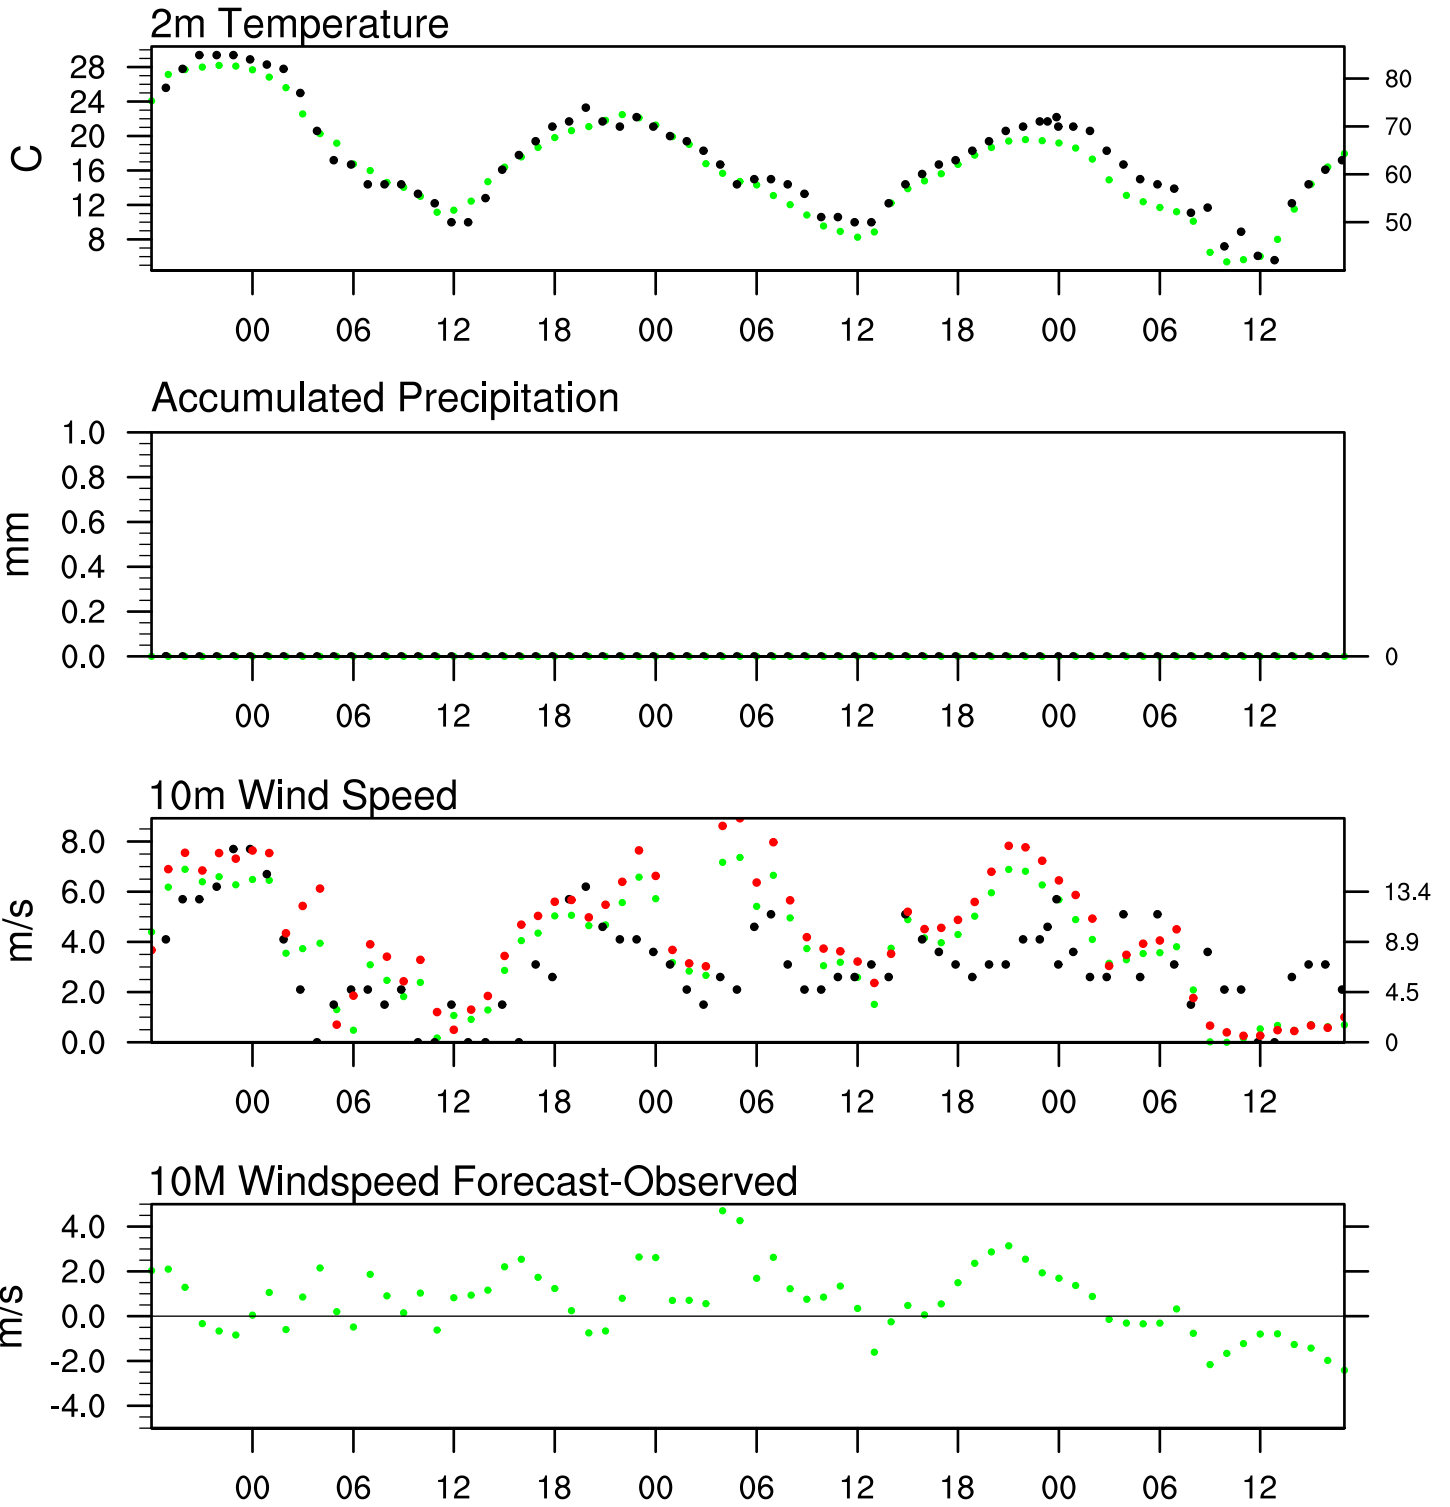 2m Temperature
28
24
20
16
12
8
C
80
70
60
50
00 06 12 18 00 06 12 18 00 06 12
Accumulated Precipitation
1.0
0.8
0.6
0.4
0.2
0.0
mm
0
00 06 12 18 00 06 12 18 00 06 12
10m Wind Speed
8.0
6.0
4.0
2.0
0.0
m/s
13.4
8.9
4.5
0
00 06 12 18 00 06 12 18 00 06 12
10M Windspeed Forecast-Observed
4.0
2.0
0.0
-2.0
-4.0
m/s
00 06 12 18 00 06 12 18 00 06 12